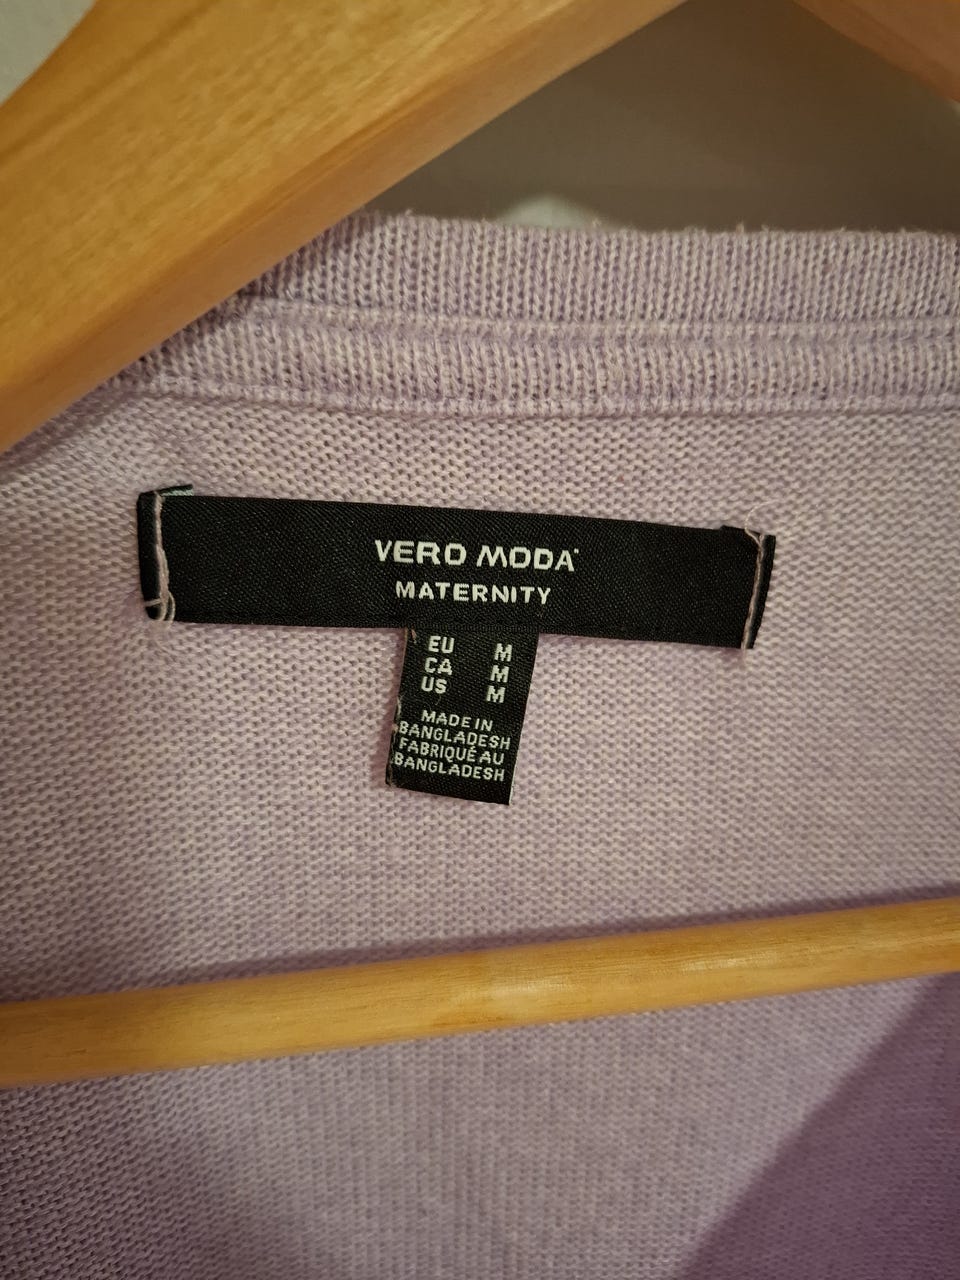 VERO MODA
MATERNITY
EU M
CA M
US M
MADE IN
BANGLADESH
FABRIQUÉ AU
BANGLADESH